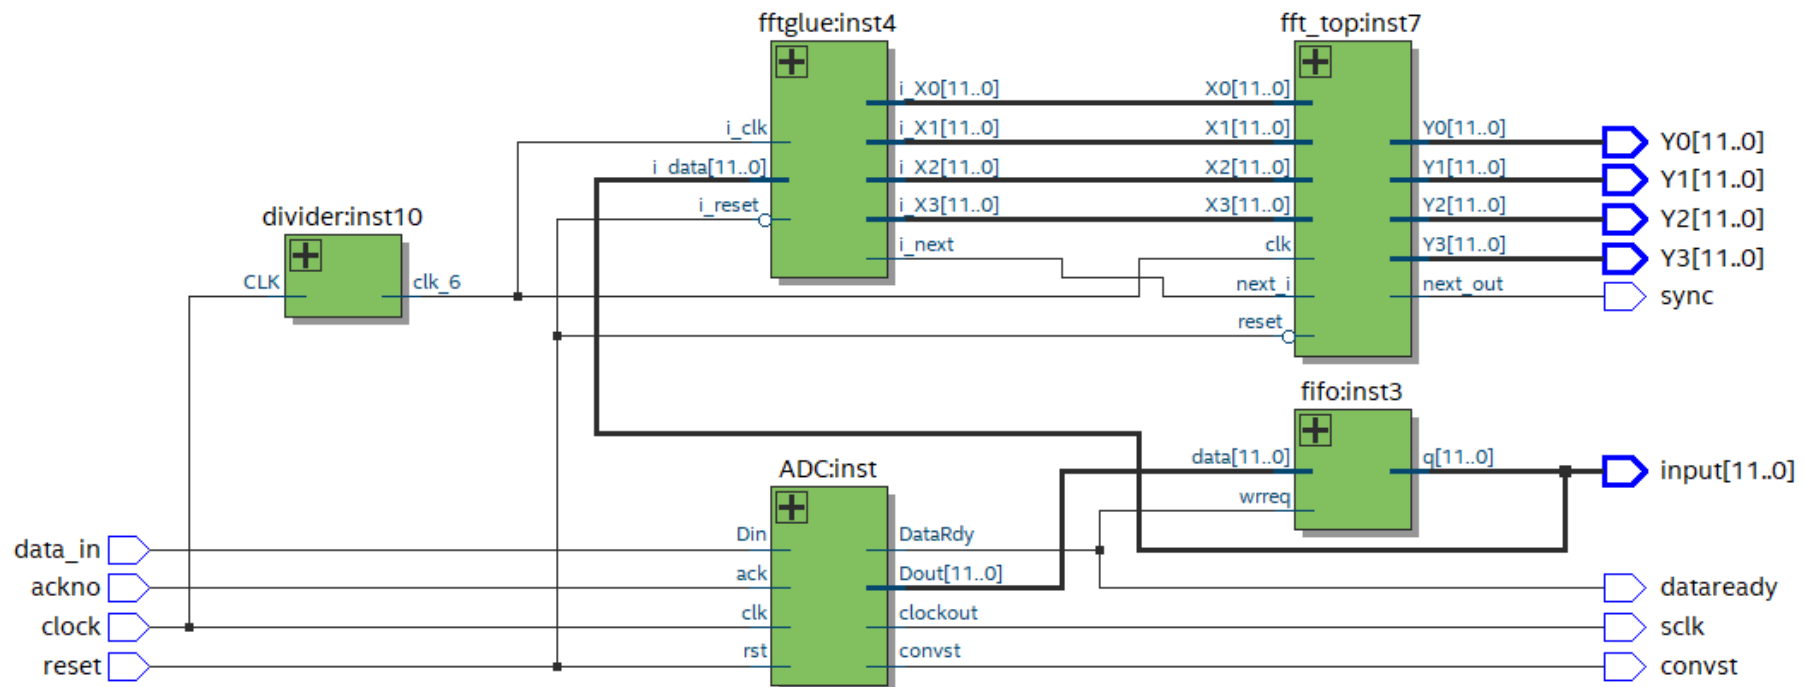 fftglue:inst4
fft_top:inst7
i_X0[11..0]
X0[11..0]
i_clk
i_X1[11..0]
X1[11..0]
Y0[11..0]
Y0[11..0]
i_data[11..0]
i_X2[11..0]
X2[11..0]
Y1[11..0]
Y1[11..0]
i_reset
i_X3[11..0]
X3[11..0]
Y2[11..0]
Y2[11..0]
divider:inst10
i_next
clk
Y3[11..0]
Y3[11..0]
CLK
clk_6
next_i
next_out
sync
reset
fifo:inst3
ADC:inst
data[11..0]
q[11..0]
input[11..0]
wrreq
data_in
Din
DataRdy
ackno
ack
Dout[11..0]
dataready
clock
clk
clockout
sclk
reset
rst
convst
convst